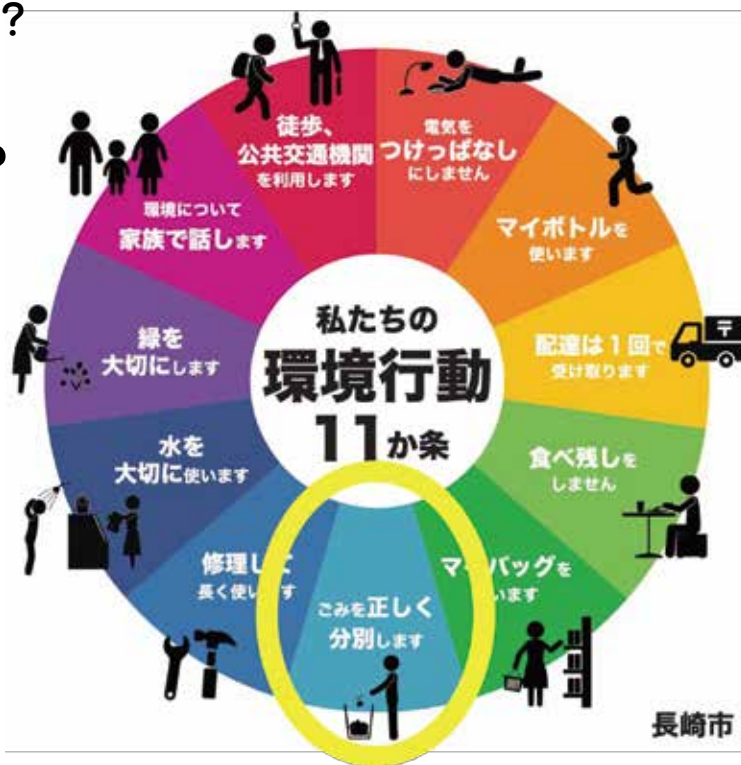 ?
私たちの
環境行動
11か条
電気を
つけっぱなし
にしません
マイボトルを
使います
配達は1回で
受け取ります
〒
食べ残しを
しません
バッグを
います
ごみを正しく
分別します
修理して
長く使います
水を
大切に使います
緑を
大切にします
環境について
家族で話します
徒歩、
公共交通機関
を利用します
長崎市